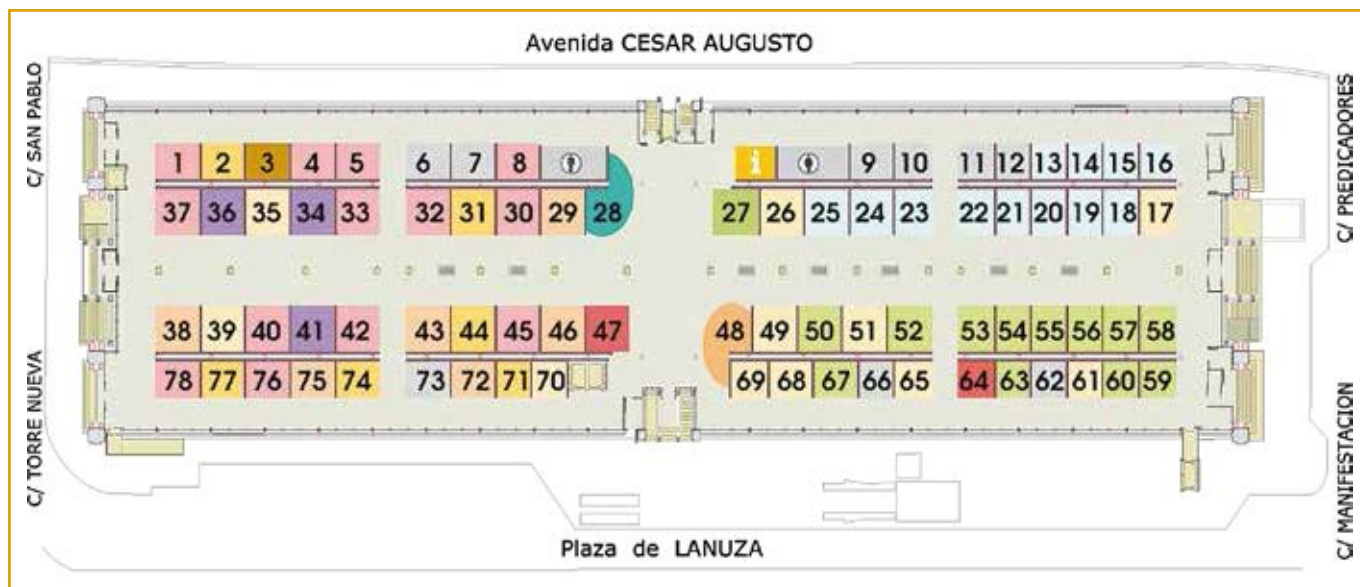 Avenida CESAR AUGUSTO
C/ SAN PABLO
C/ PREDICADORES
1 2 3 4 5 6 7 8 i 9 10 11 12 13 14 15 16
37 36 35 34 33 32 31 30 29 28 27 26 25 24 23 22 21 20 19 18 17
38 39 40 41 42 43 44 45 46 47 48 49 50 51 52 53 54 55 56 57 58
78 77 76 75 74 73 72 71 70 69 68 67 66 65 64 63 62 61 60 59
C/ TORRE NUEVA
C/ MANIFESTACION
Plaza de LANUZA